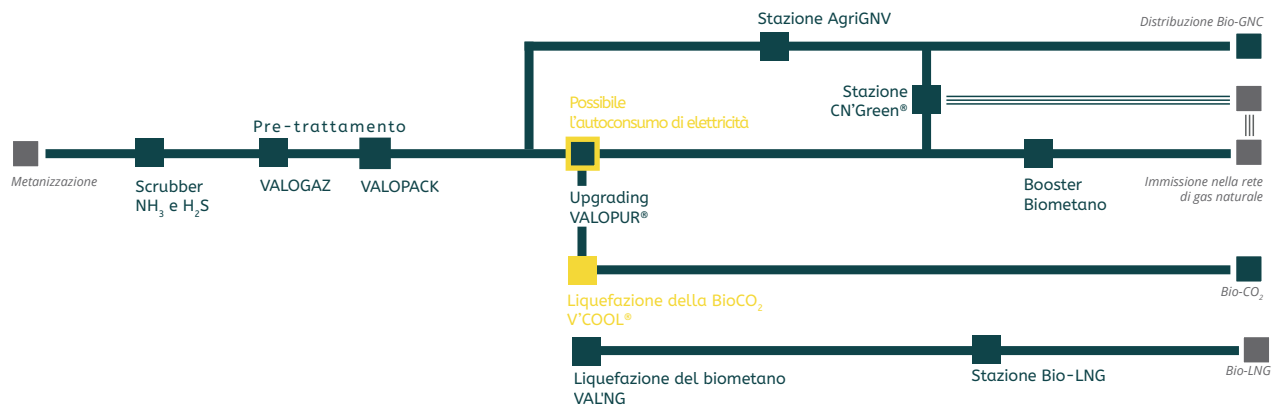 Stazione AgriGNV
Distribuzione Bio-GNC
Stazione
CN'Green®
Possibile
l'autoconsumo di elettricità
Pre-trattamento
Metanizzazione
Scrubber
NH₃ e H₂S
VALOGAZ
VALOPACK
Upgrading
VALOPUR®
Booster
Biometano
Immissione nella rete
di gas naturale
Liquefazione della BioCO₂
V'COOL®
Bio-CO₂
Liquefazione del biometano
VAL'NG
Stazione Bio-LNG
Bio-LNG